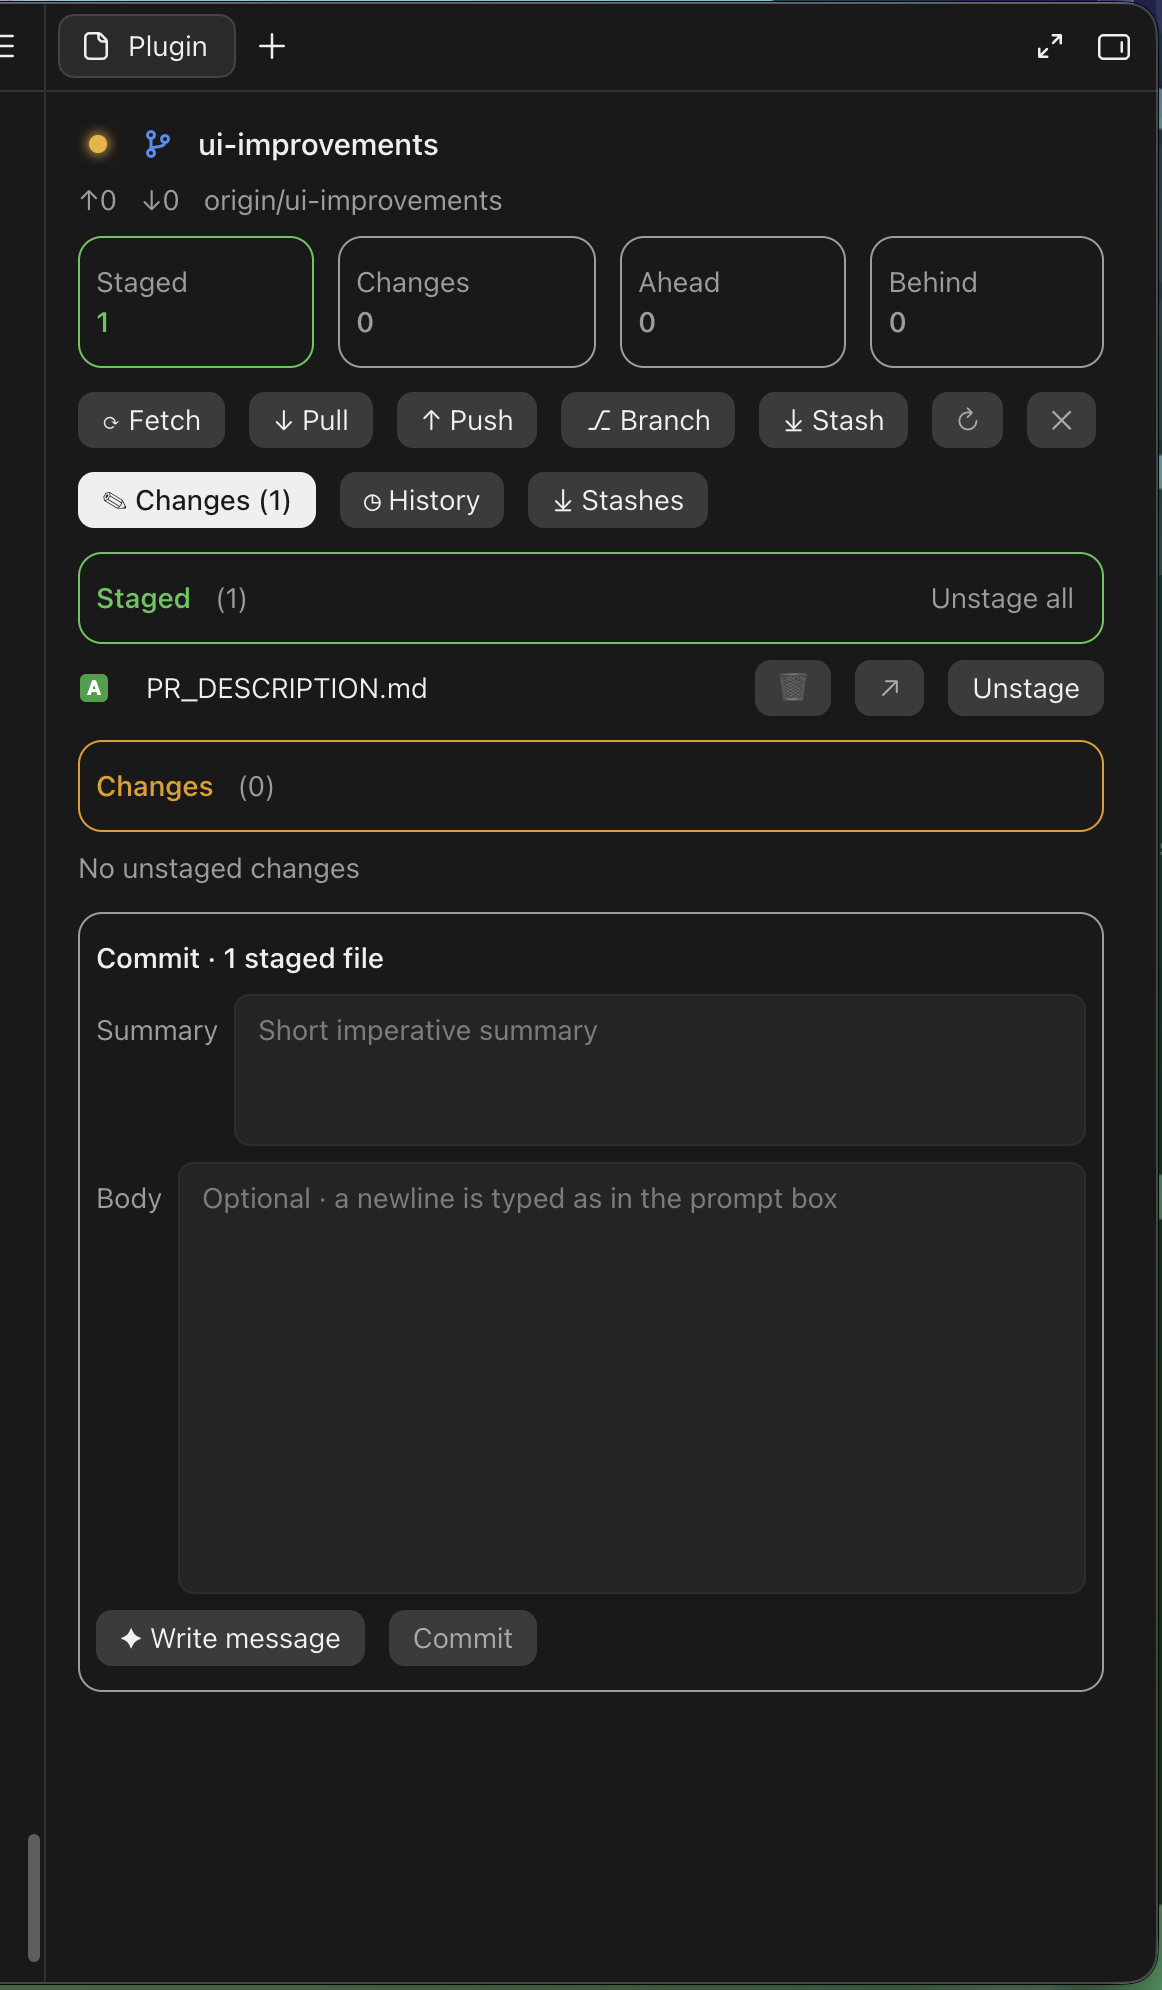 Plugin
ui-improvements
↑0 ↓0 origin/ui-improvements
Staged Changes Ahead Behind
1 0 0 0
⟳ Fetch ↓ Pull ↑ Push ⎇ Branch ⤓ Stash ↻ ✕
✎ Changes (1) ◷ History ⤓ Stashes
Staged (1) Unstage all
A PR_DESCRIPTION.md 🗑 ↗ Unstage
Changes (0)
No unstaged changes
Commit · 1 staged file
Summary Short imperative summary
Body Optional · a newline is typed as in the prompt box
✦ Write message Commit